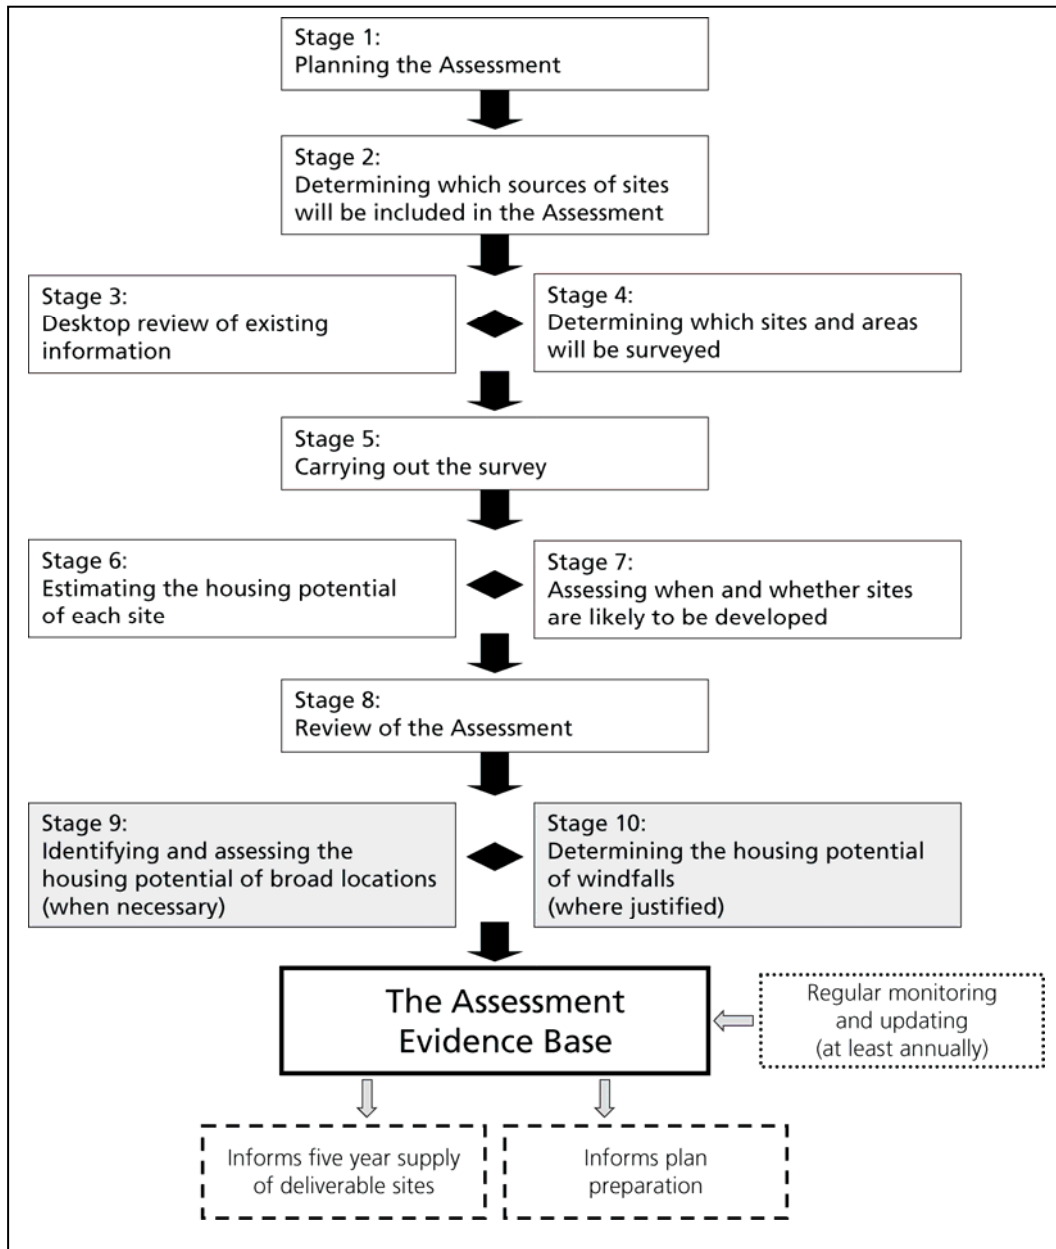 Stage 1:
Planning the Assessment
Stage 2:
Determining which sources of sites
will be included in the Assessment
Stage 3:
Desktop review of existing
information
Stage 4:
Determining which sites and areas
will be surveyed
Stage 5:
Carrying out the survey
Stage 6:
Estimating the housing potential
of each site
Stage 7:
Assessing when and whether sites
are likely to be developed
Stage 8:
Review of the Assessment
Stage 9:
Identifying and assessing the
housing potential of broad locations
(when necessary)
Stage 10:
Determining the housing potential
of windfalls
(where justified)
The Assessment
Evidence Base
Regular monitoring
and updating
(at least annually)
Informs five year supply
of deliverable sites
Informs plan
preparation